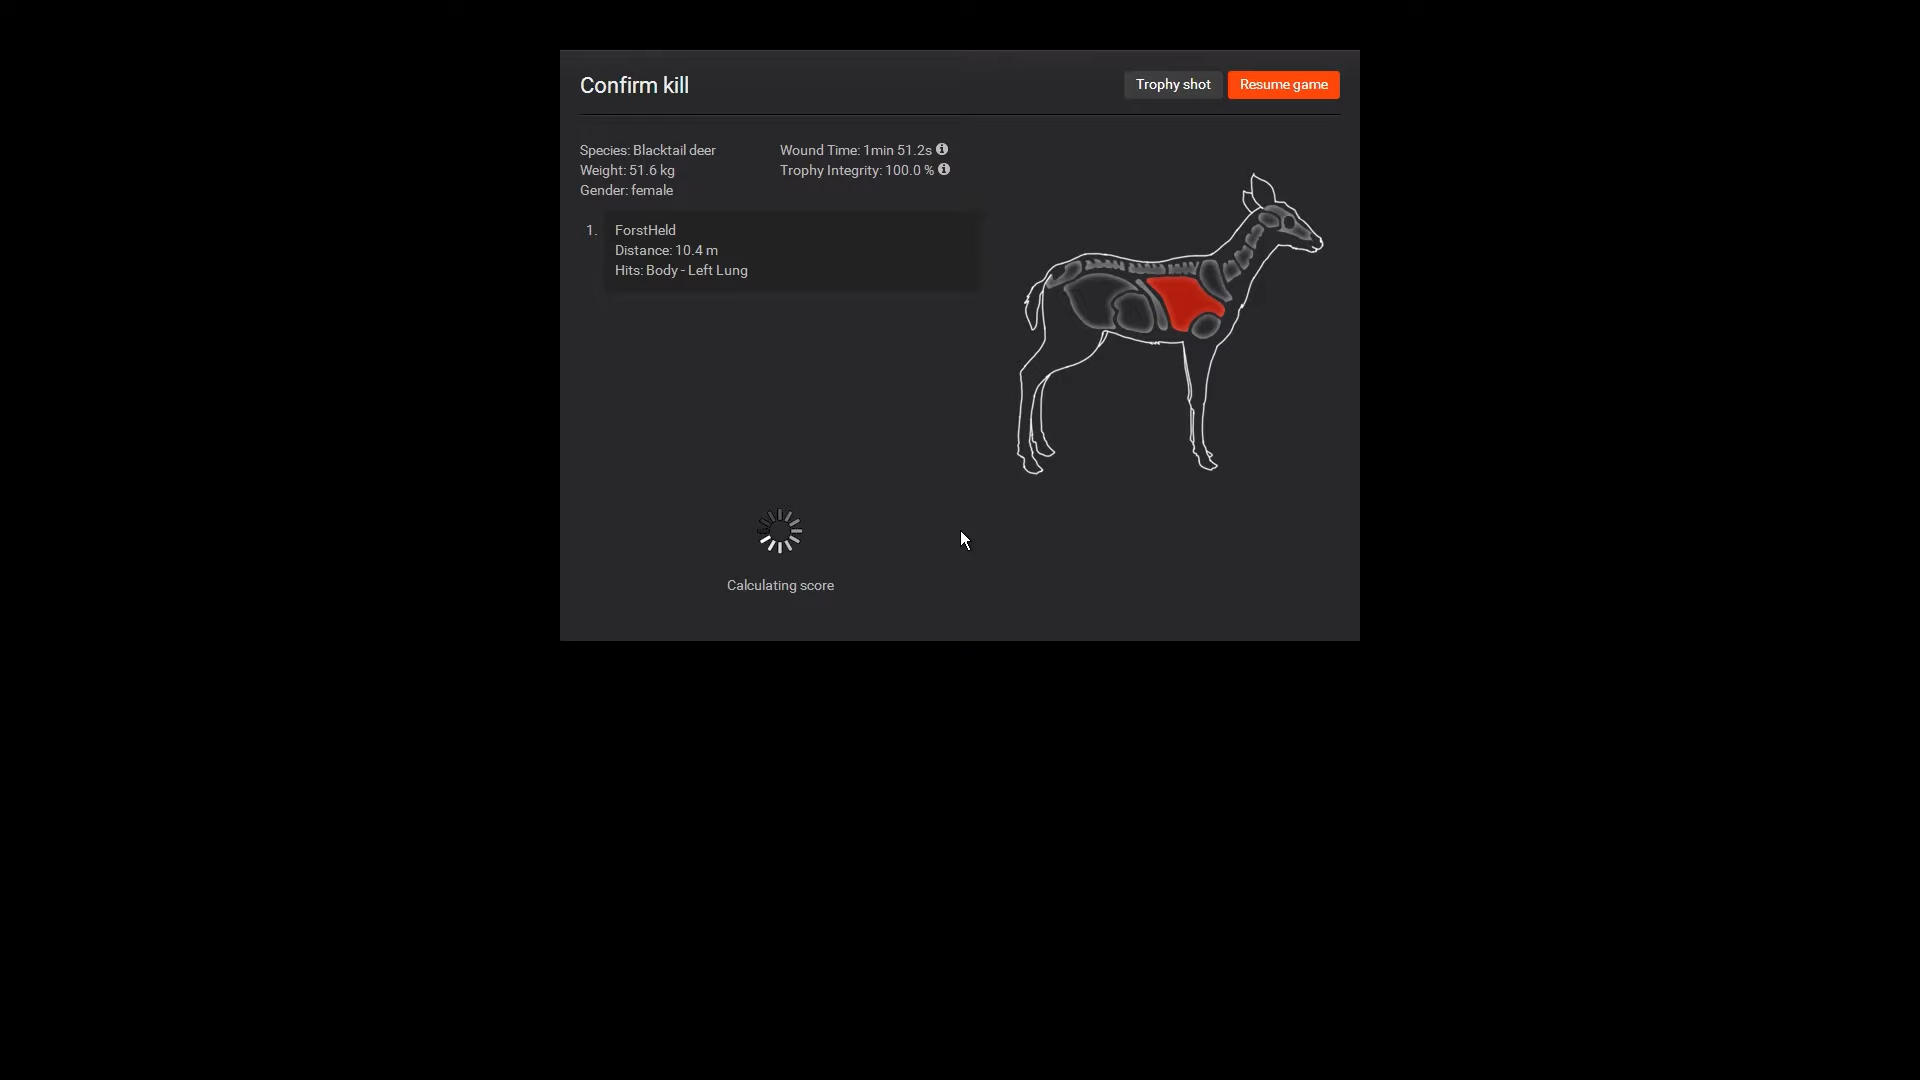 Confirm kill
Trophy shot
Resume game
Species: Blacktail deer
Weight: 51.6 kg
Gender: female
Wound Time: 1min 51.2s
Trophy Integrity: 100.0 %
1.
ForstHeld
Distance: 10.4 m
Hits: Body - Left Lung
Calculating score